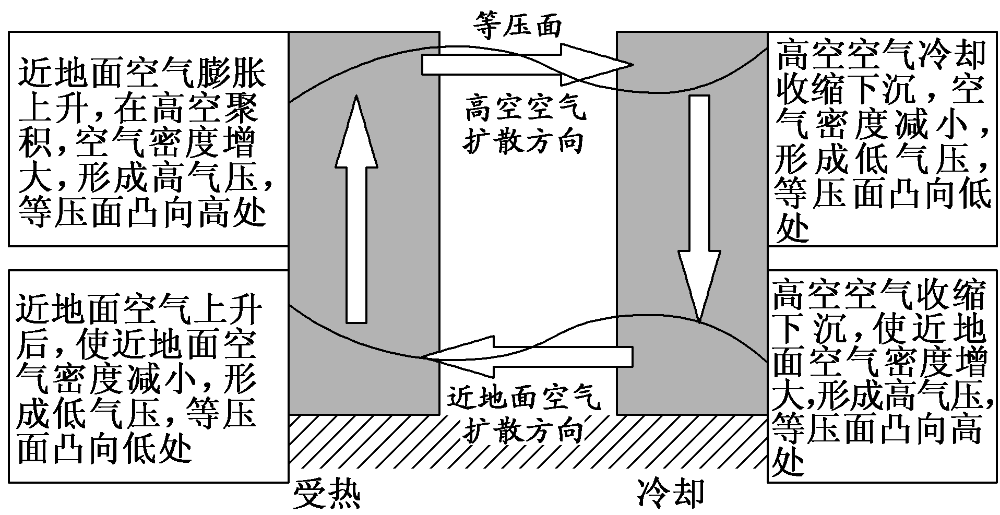 等压面
近地面空气膨胀
上升,在高空聚
积,空气密度增
大,形成高气压,
等压面凸向高处
高空空气
扩散方向
高空空气冷却
收缩下沉,空
气密度减小,
形成低气压,
等压面凸向低
处
近地面空气上升
后,使近地面空
气密度减小,形
成低气压,等压
面凸向低处
近地面空气
扩散方向
高空空气收缩
下沉,使近地
面空气密度增
大,形成高气压,
等压面凸向高
处
受热
冷却